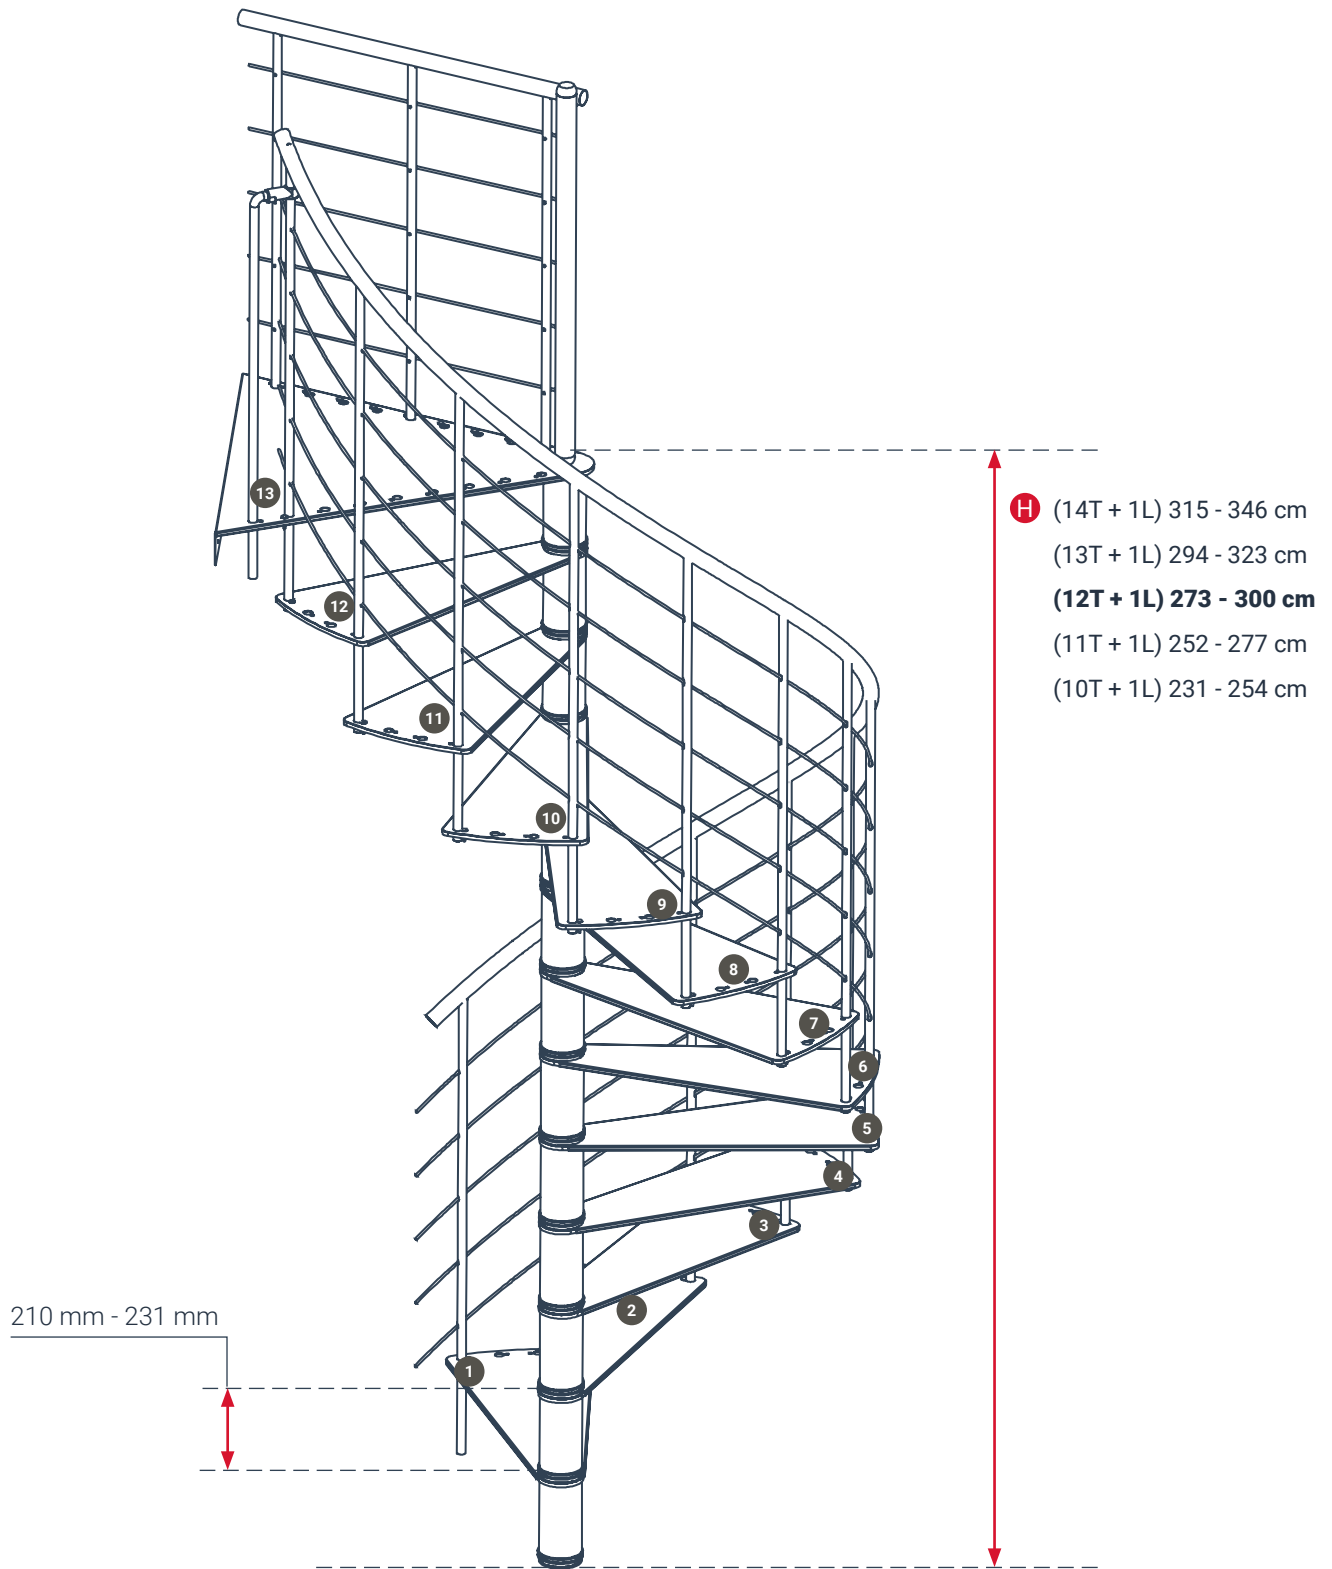 13
H (14T + 1L) 315 - 346 cm
(13T + 1L) 294 - 323 cm
12
(12T + 1L) 273 - 300 cm
(11T + 1L) 252 - 277 cm
(10T + 1L) 231 - 254 cm
11
10
9
8
7
6
5
4
3
2
210 mm - 231 mm
1